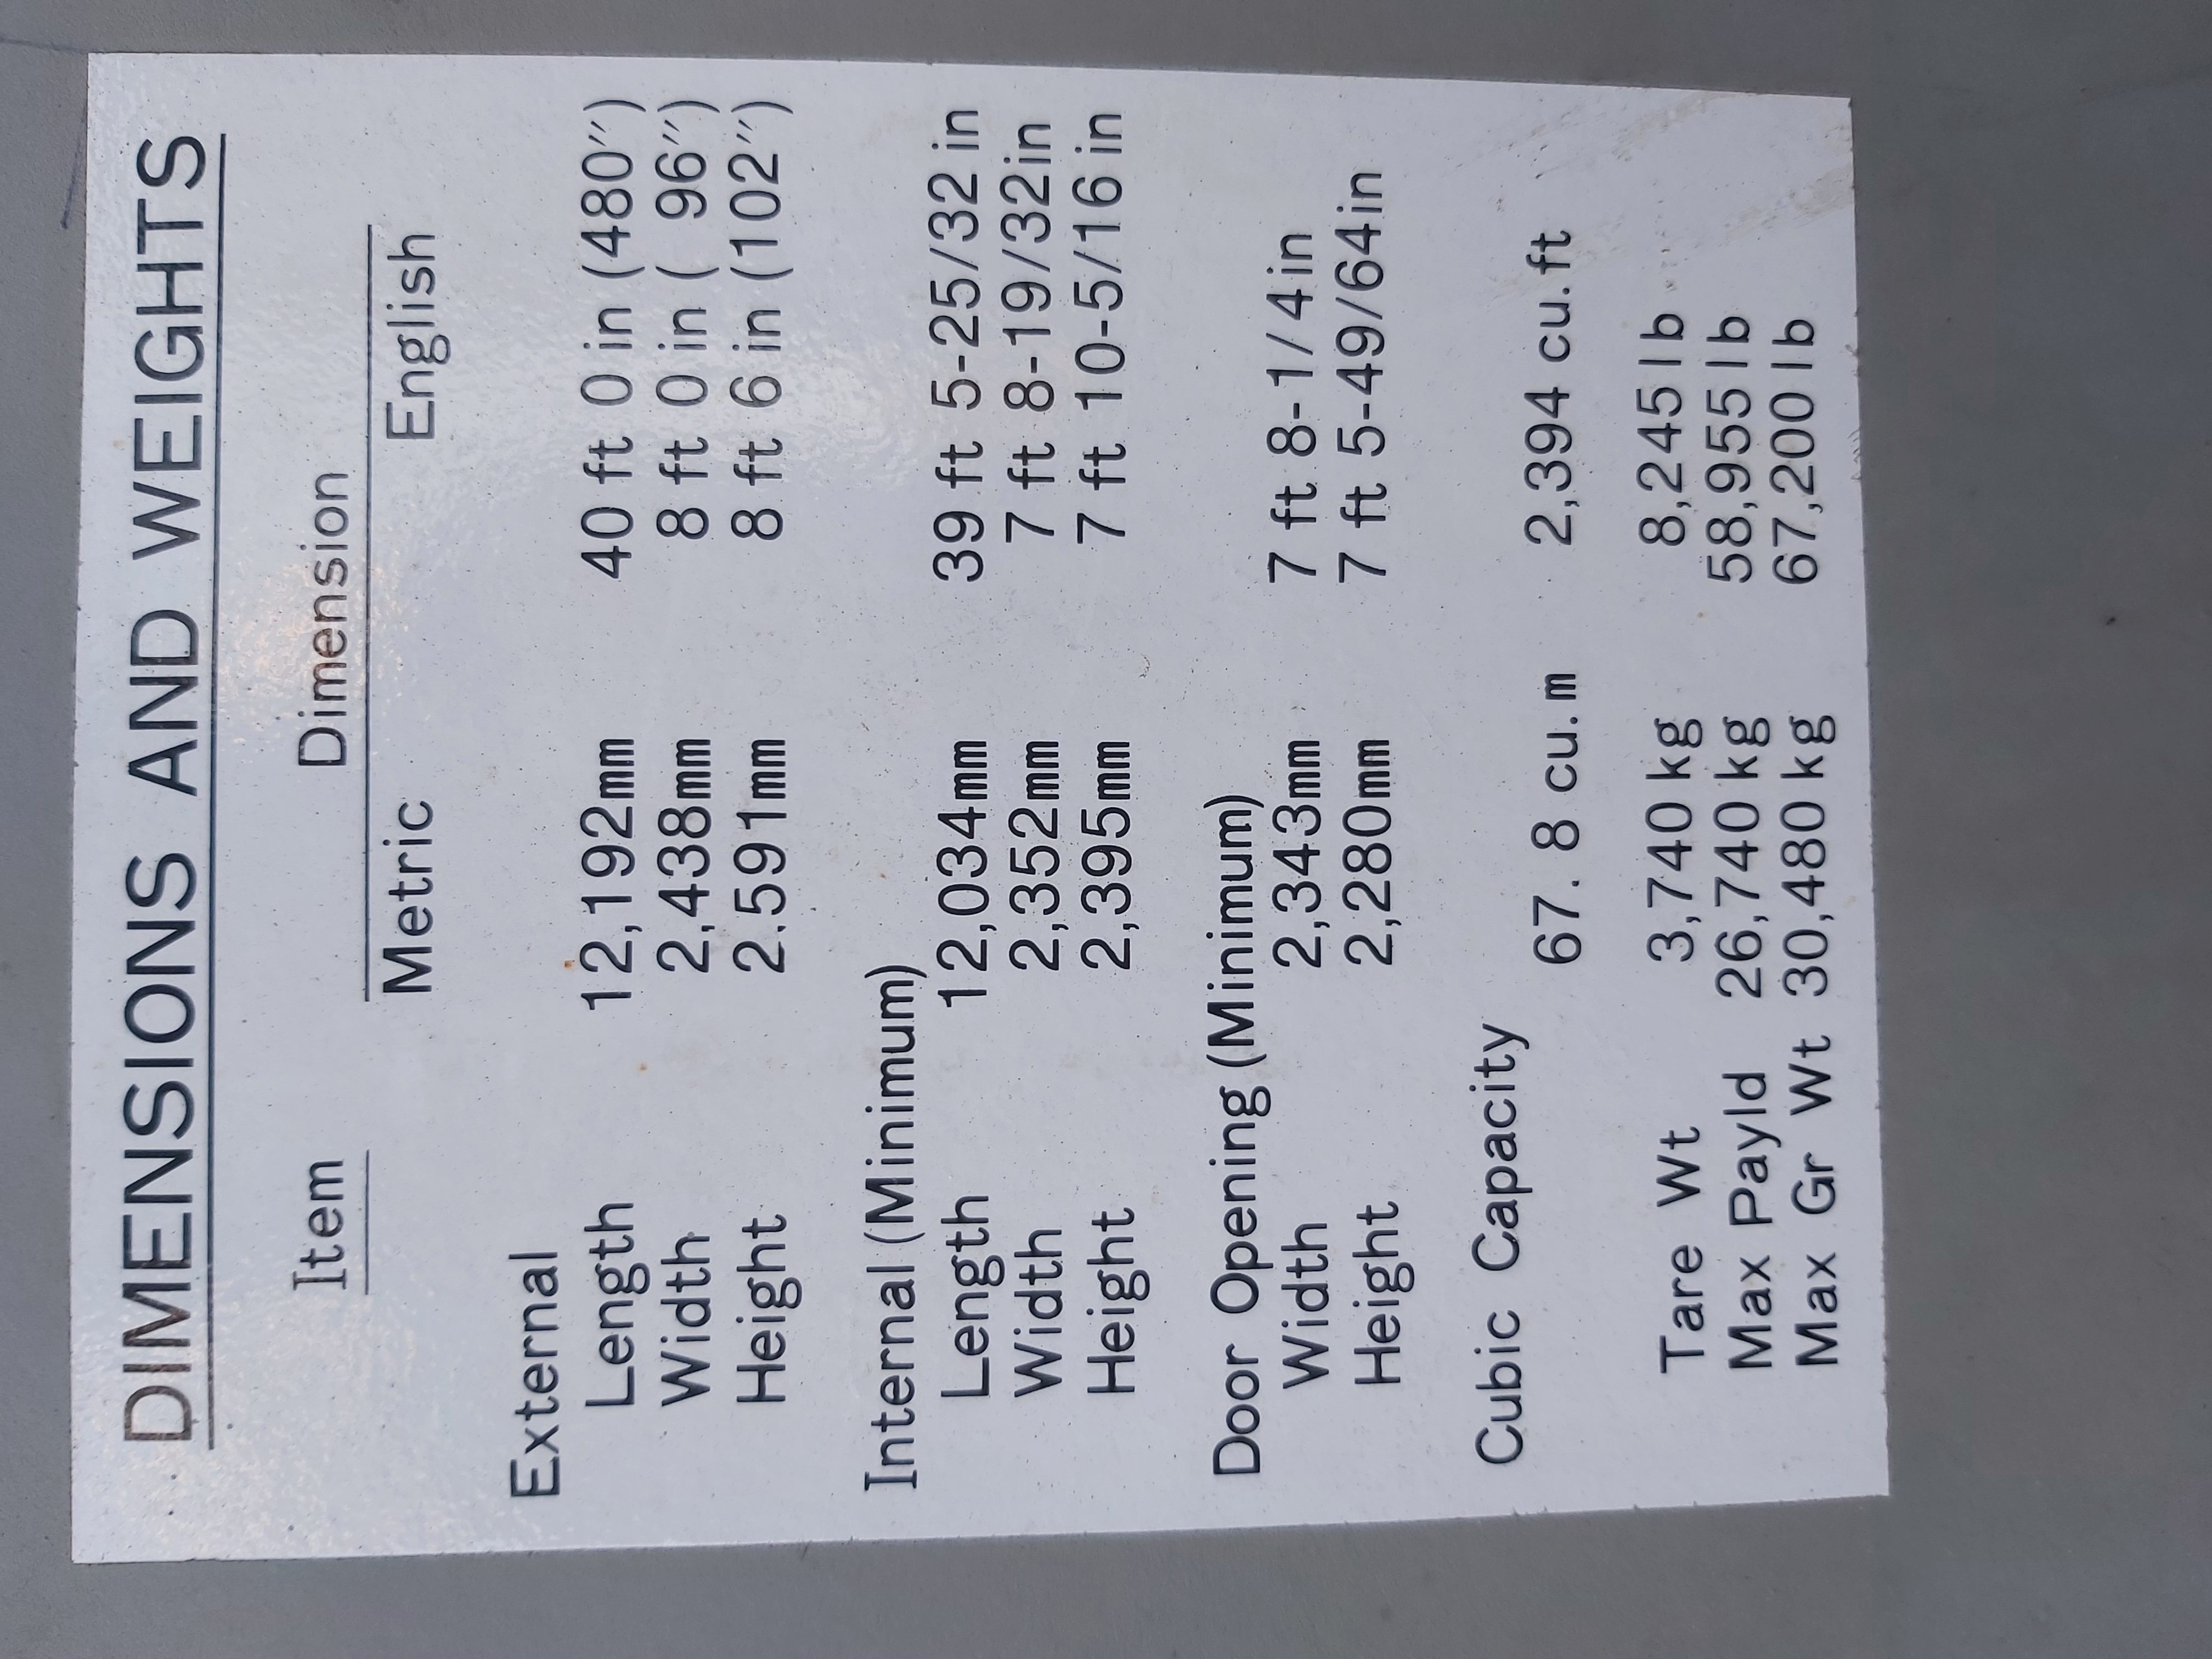 DIMENSIONS AND WEIGHTS
Item Dimension
Metric English
External
Length 12,192mm 40 ft 0 in (480″)
Width 2,438mm 8 ft 0 in ( 96″)
Height 2.591mm 8 ft 6 in (102″)
Internal (Minimum)
Length 12,034mm 39 ft 5-25/32 in
Width 2,352mm 7 ft 8-19/32in
Height 2,395mm 7 ft 10-5/16 in
Door Opening (Minimum)
Width 2,343mm 7 ft 8-1/4in
Height 2,280mm 7 ft 5-49/64in
Cubic Capacity
67. 8 cu.m 2,394 cu.ft
Tare Wt 3,740 kg 8,245 lb
Max Payld 26,740 kg 58,955 lb
Max Gr Wt 30,480 kg 67,200 lb